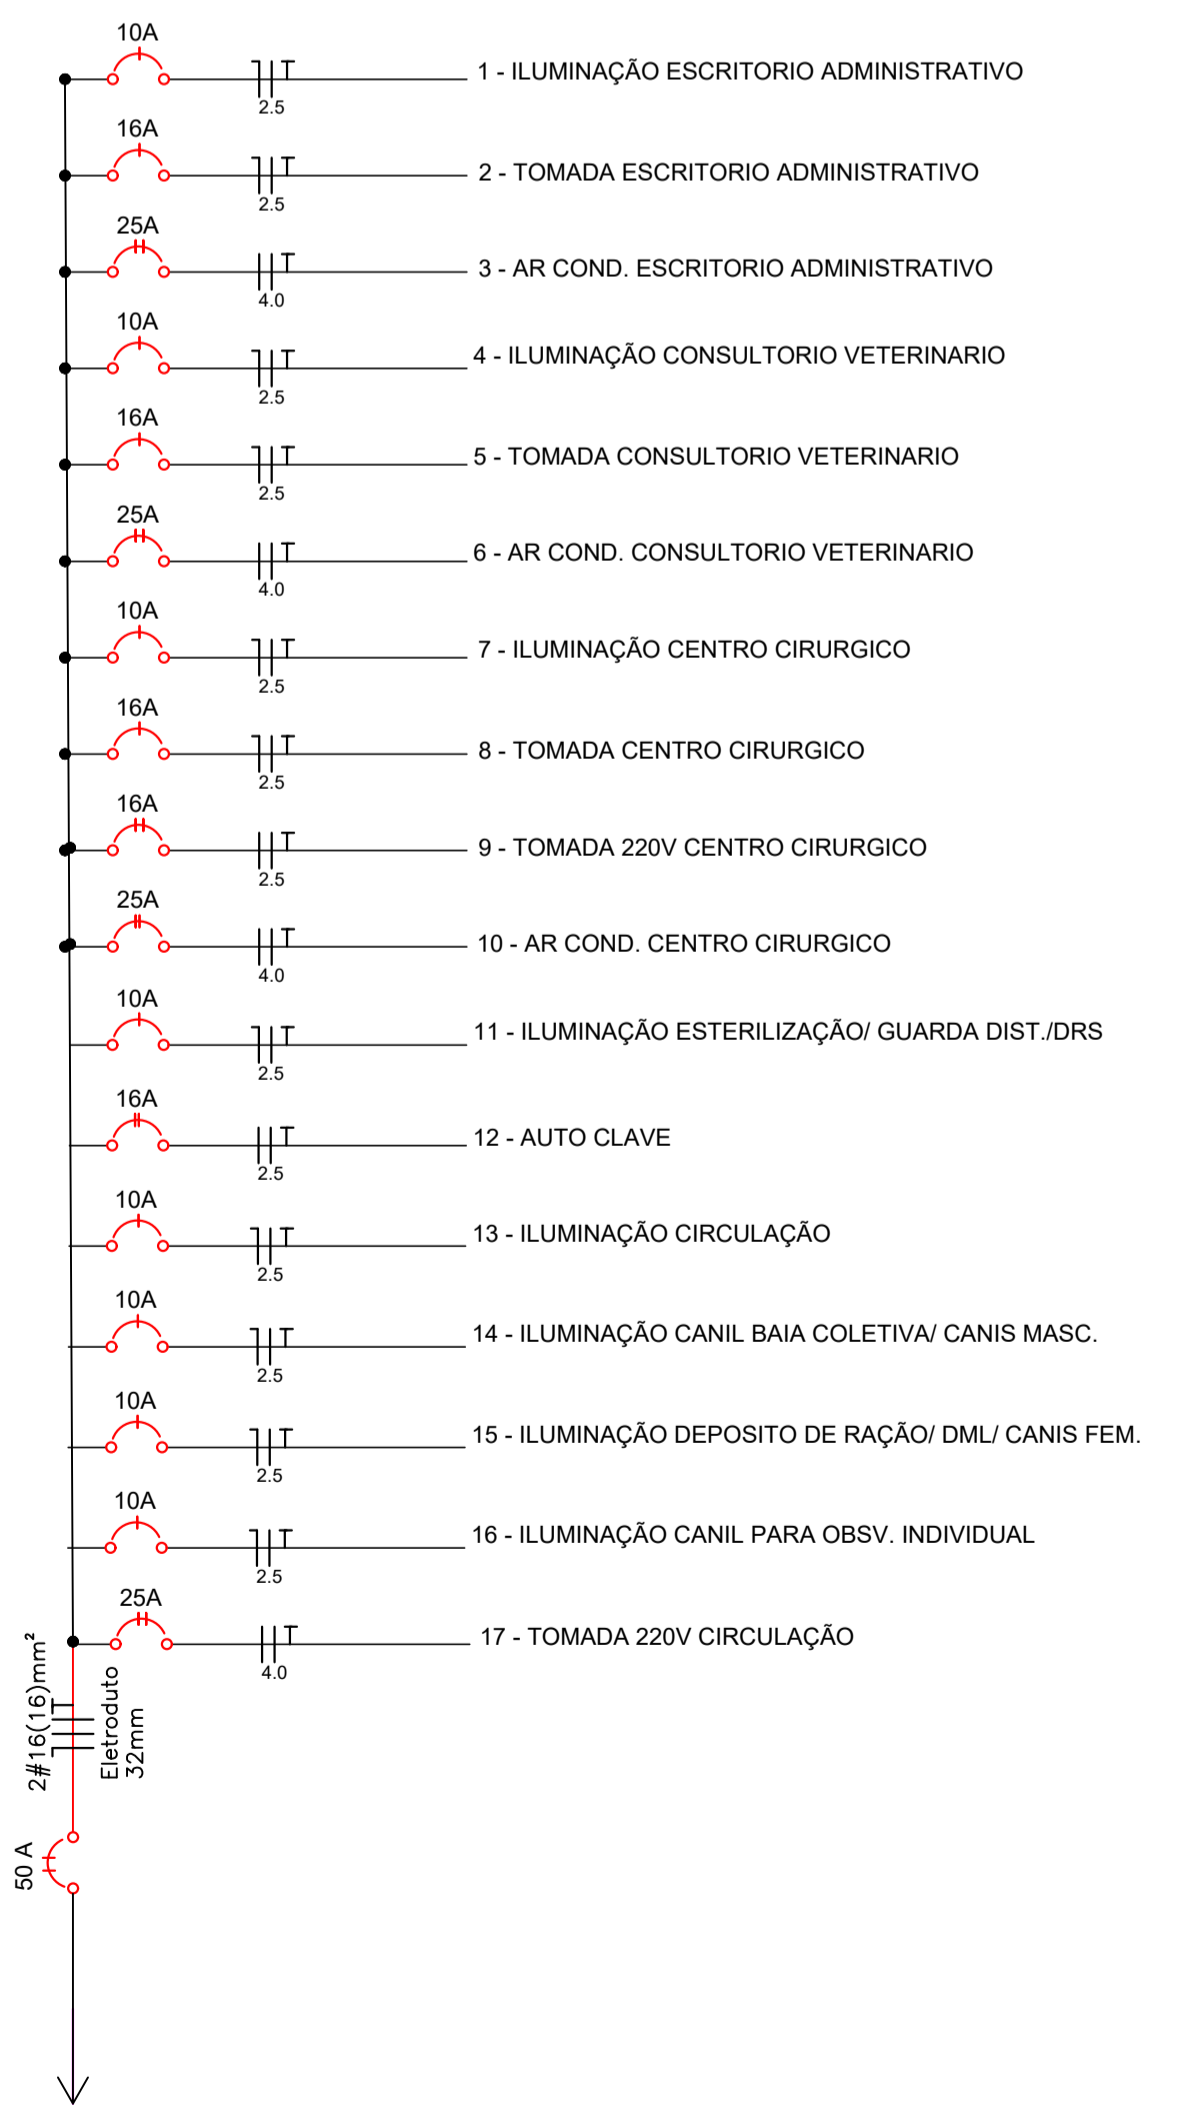 10A
1 - ILUMINAÇÃO ESCRITORIO ADMINISTRATIVO
2.5
16A
2 - TOMADA ESCRITORIO ADMINISTRATIVO
2.5
25A
3 - AR COND. ESCRITORIO ADMINISTRATIVO
4.0
10A
4 - ILUMINAÇÃO CONSULTORIO VETERINARIO
2.5
16A
5 - TOMADA CONSULTORIO VETERINARIO
2.5
25A
6 - AR COND. CONSULTORIO VETERINARIO
4.0
10A
7 - ILUMINAÇÃO CENTRO CIRURGICO
2.5
16A
8 - TOMADA CENTRO CIRURGICO
2.5
16A
9 - TOMADA 220V CENTRO CIRURGICO
2.5
25A
10 - AR COND. CENTRO CIRURGICO
4.0
10A
11 - ILUMINAÇÃO ESTERILIZAÇÃO/ GUARDA DIST./DRS
2.5
16A
12 - AUTO CLAVE
2.5
10A
13 - ILUMINAÇÃO CIRCULAÇÃO
2.5
10A
14 - ILUMINAÇÃO CANIL BAIA COLETIVA/ CANIS MASC.
2.5
10A
15 - ILUMINAÇÃO DEPOSITO DE RAÇÃO/ DML/ CANIS FEM.
2.5
10A
16 - ILUMINAÇÃO CANIL PARA OBSV. INDIVIDUAL
2.5
25A
17 - TOMADA 220V CIRCULAÇÃO
4.0
2#16(16)mm²
Eletroduto
32mm
50 A